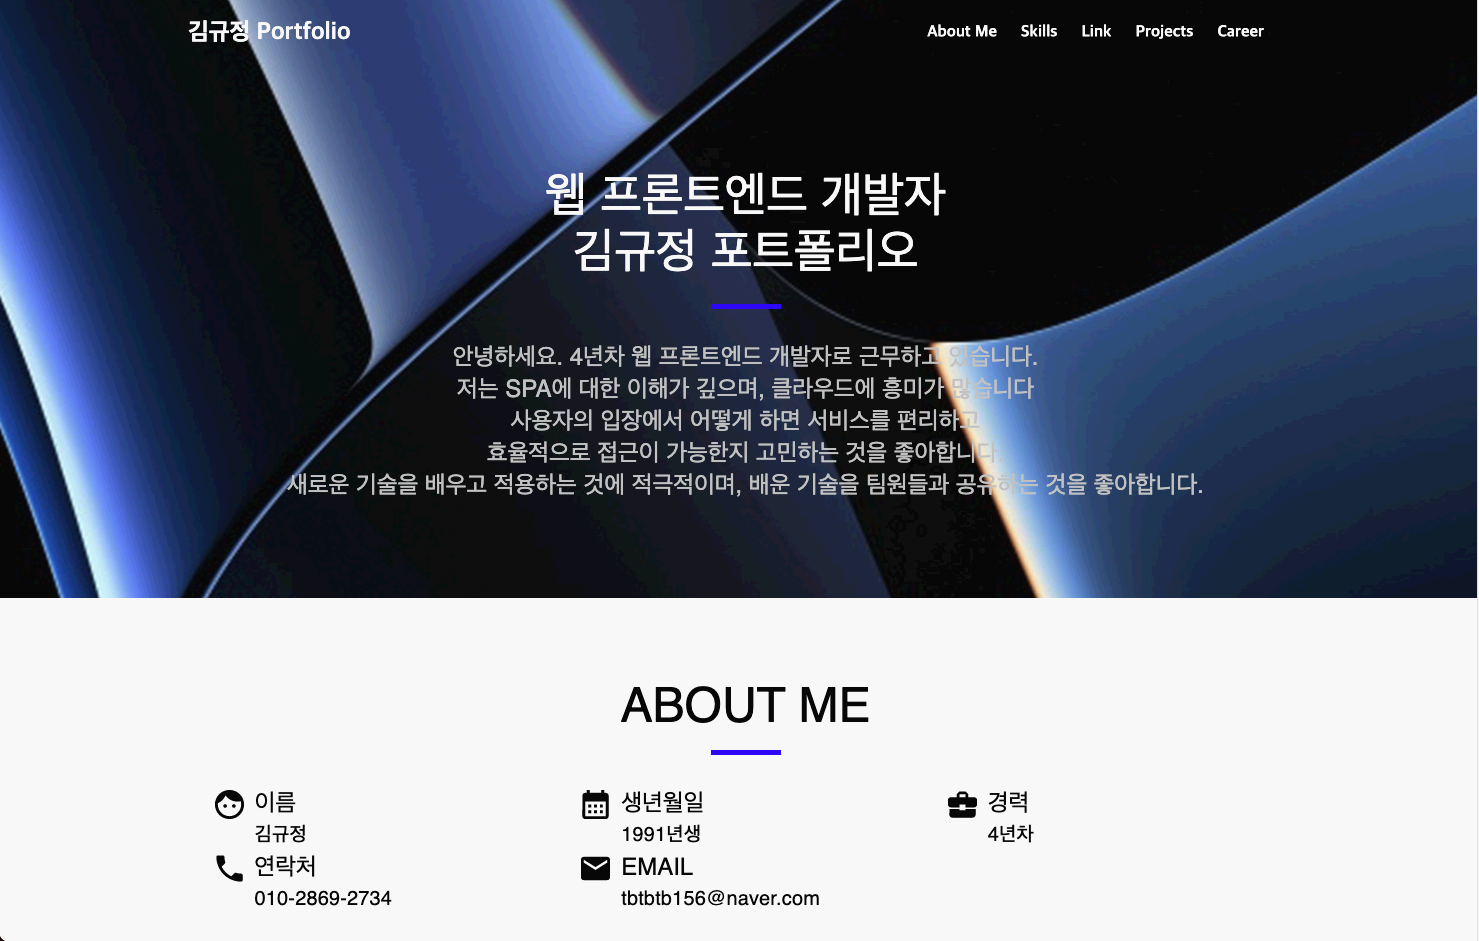 김규정 Portfolio
About Me Skills Link Projects Career
웹 프론트엔드 개발자
김규정 포트폴리오
안녕하세요. 4년차 웹 프론트엔드 개발자로 근무하고 있습니다.
저는 SPA에 대한 이해가 깊으며, 클라우드에 흥미가 많습니다
사용자의 입장에서 어떻게 하면 서비스를 편리하고
효율적으로 접근이 가능한지 고민하는 것을 좋아합니다.
새로운 기술을 배우고 적용하는 것에 적극적이며, 배운 기술을 팀원들과 공유하는 것을 좋아합니다.
ABOUT ME
이름
김규정
생년월일
1991년생
경력
4년차
연락처
010-2869-2734
EMAIL
tbtbtb156@naver.com